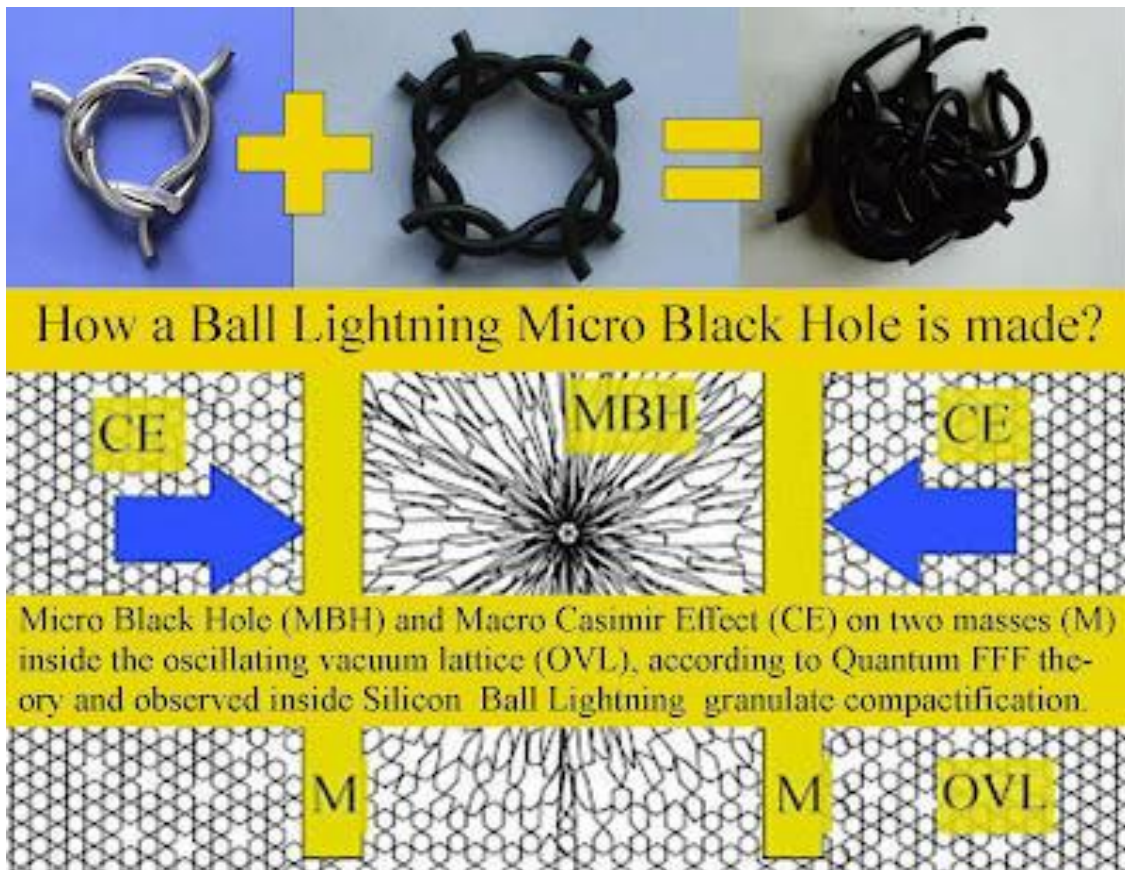 How a Ball Lightning Micro Black Hole is made?
CE
MBH
CE
Micro Black Hole (MBH) and Macro Casimir Effect (CE) on two masses (M)
inside the oscillating vacuum lattice (OVL), according to Quantum FFF the-
ory and observed inside Silicon Ball Lightning granulate compactification.
M
M
OVL